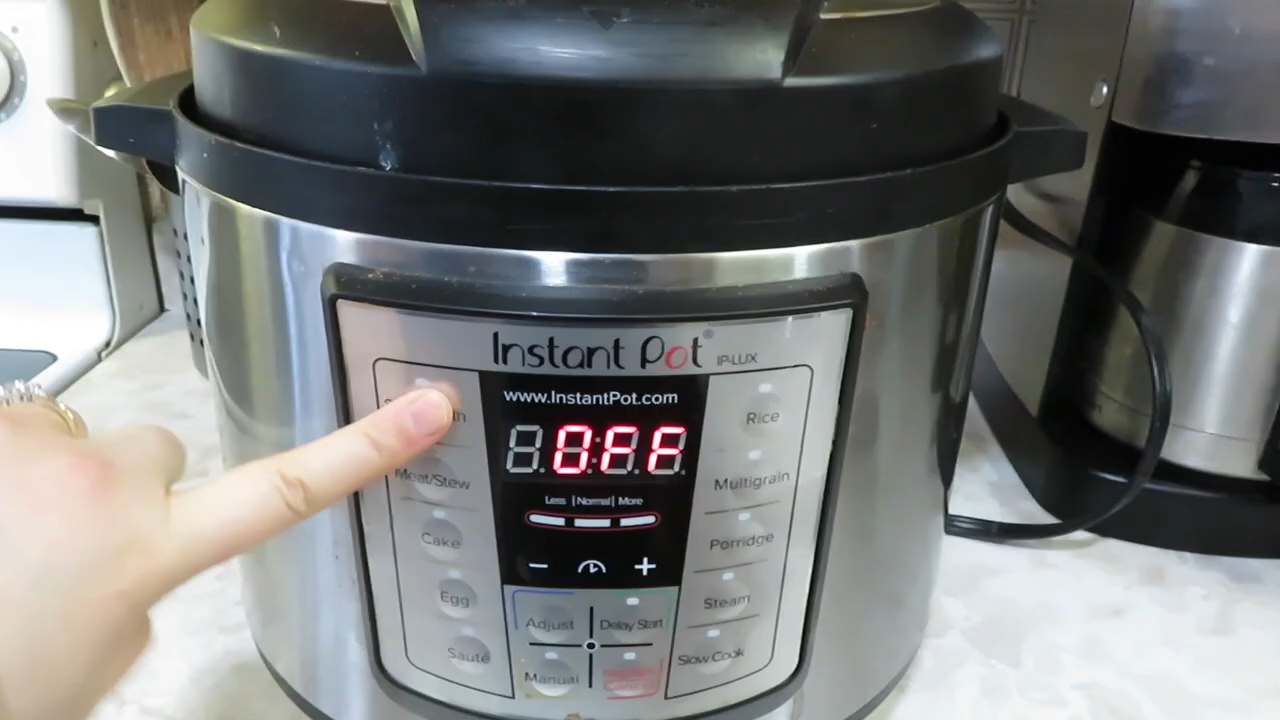 Instant Pot®
IP-LUX
www.InstantPot.com
OFF
Less | Normal | More
− +
Meat/Stew
Cake
Egg
Sauté
Rice
Multigrain
Porridge
Steam
Slow Cook
Adjust
Delay Start
Manual